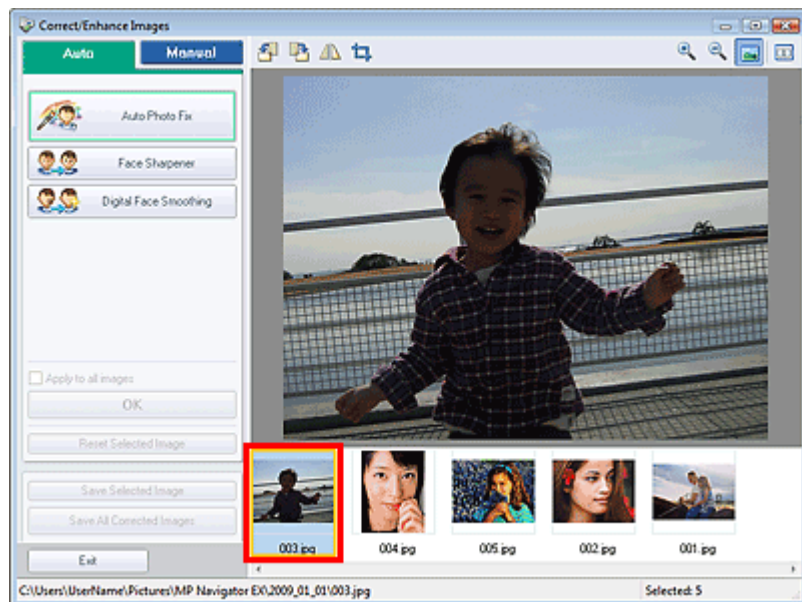 Correct/Enhance Images
Auto
Manual
Auto Photo Fix
Face Sharpener
Digital Face Smoothing
Apply to all images
OK
Reset Selected Image
Save Selected Image
Save All Corrected Images
Exit
003.jpg
004.jpg
005.jpg
002.jpg
001.jpg
C:\Users\UserName\Pictures\MP Navigator EX\2009_01_01\003.jpg
Selected: 5